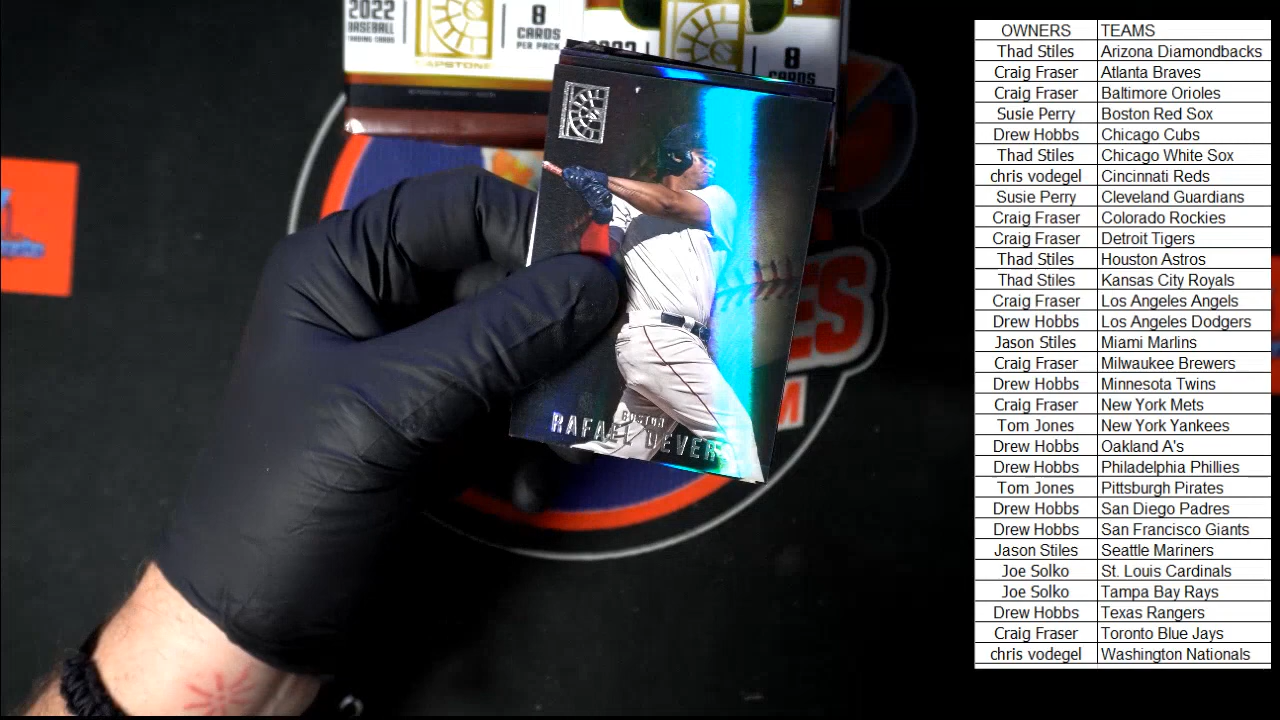 2022
BASEBALL
TRADING CARDS
8
CARDS
PER PACK
CAPSTONE
8
CARDS
BOSTON
RAFAEL DEVERS
OWNERS TEAMS
Thad Stiles Arizona Diamondbacks
Craig Fraser Atlanta Braves
Craig Fraser Baltimore Orioles
Susie Perry Boston Red Sox
Drew Hobbs Chicago Cubs
Thad Stiles Chicago White Sox
chris vodegel Cincinnati Reds
Susie Perry Cleveland Guardians
Craig Fraser Colorado Rockies
Craig Fraser Detroit Tigers
Thad Stiles Houston Astros
Thad Stiles Kansas City Royals
Craig Fraser Los Angeles Angels
Drew Hobbs Los Angeles Dodgers
Jason Stiles Miami Marlins
Craig Fraser Milwaukee Brewers
Drew Hobbs Minnesota Twins
Craig Fraser New York Mets
Tom Jones New York Yankees
Drew Hobbs Oakland A's
Drew Hobbs Philadelphia Phillies
Tom Jones Pittsburgh Pirates
Drew Hobbs San Diego Padres
Drew Hobbs San Francisco Giants
Jason Stiles Seattle Mariners
Joe Solko St. Louis Cardinals
Joe Solko Tampa Bay Rays
Drew Hobbs Texas Rangers
Craig Fraser Toronto Blue Jays
chris vodegel Washington Nationals